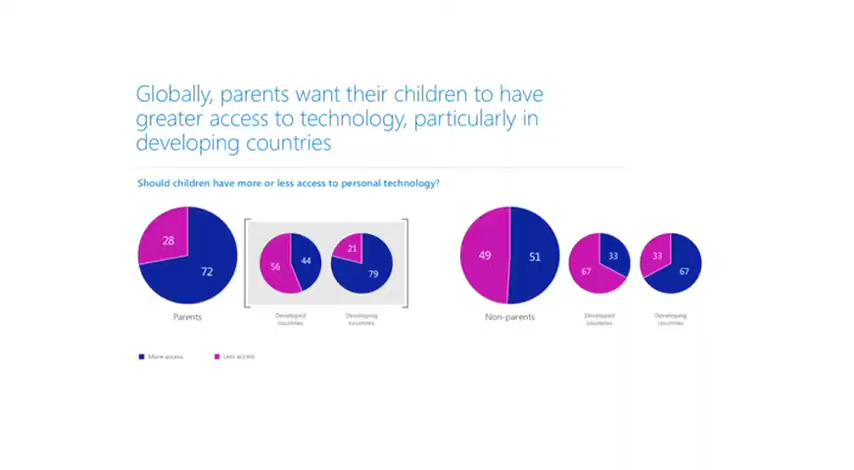 Globally, parents want their children to have
greater access to technology, particularly in
developing countries
Should children have more or less access to personal technology?
28
72
56
44
21
79
49
51
67
33
33
67
Parents
Developed
countries
Developing
countries
Non-parents
Developed
countries
Developing
countries
More access
Less access